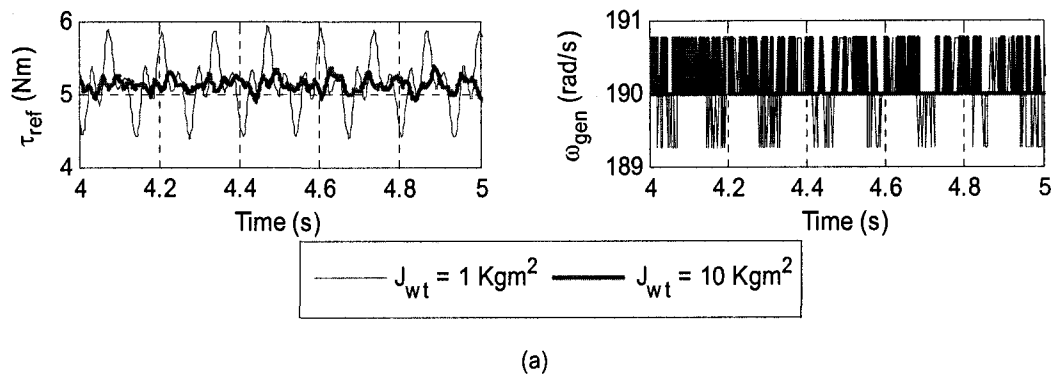 τref (Nm)
6
5
4
4 4.2 4.4 4.6 4.8 5
Time (s)
ωgen (rad/s)
191
190
189
4 4.2 4.4 4.6 4.8 5
Time (s)
Jwt = 1 Kgm² Jwt = 10 Kgm²
(a)